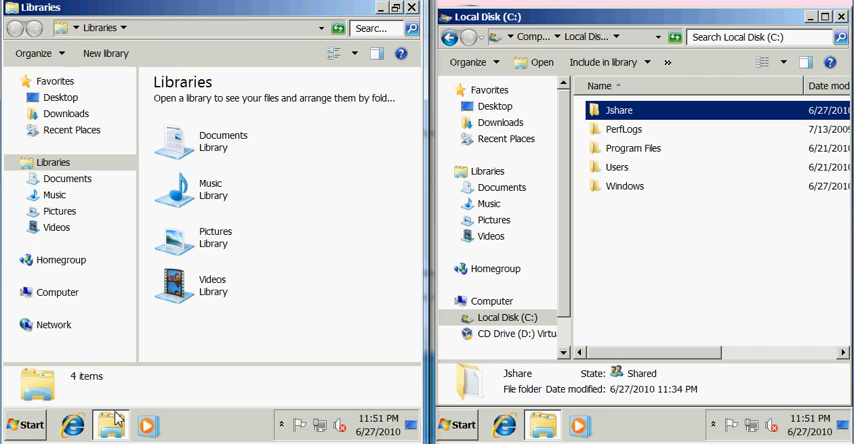 Libraries
Libraries
Searc...
Organize
New library
Favorites
Desktop
Downloads
Recent Places
Libraries
Documents
Music
Pictures
Videos
Homegroup
Computer
Network
Libraries
Open a library to see your files and arrange them by fold...
Documents
Library
Music
Library
Pictures
Library
Videos
Library
4 items
Start
11:51 PM
6/27/2010
Local Disk (C:)
Comp...
Local Dis...
Search Local Disk (C:)
Organize
Open
Include in library
»
Favorites
Desktop
Downloads
Recent Places
Libraries
Documents
Music
Pictures
Videos
Homegroup
Computer
Local Disk (C:)
CD Drive (D:) Virtua
Name
Date mod
Jshare
6/27/2010
PerfLogs
7/13/2009
Program Files
6/21/2010
Users
6/21/2010
Windows
6/27/2010
Jshare
State:
Shared
File folder
Date modified: 6/27/2010 11:34 PM
Start
11:51 PM
6/27/2010